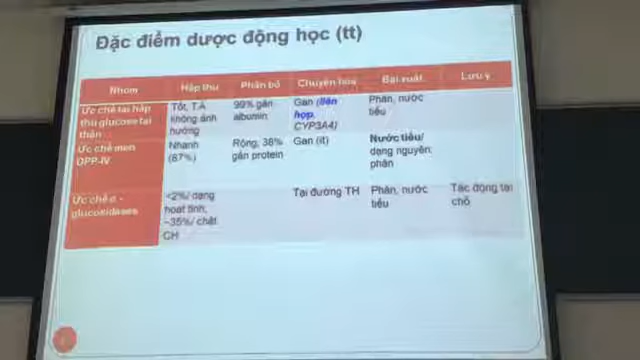 Đặc điểm dược động học (tt)
Nhóm Hấp thu Phân bố Chuyển hoá Bài xuất Lưu ý
Ức chế tái hấp thu glucose tại thận
Tốt, T.A không ảnh hưởng
99% gắn albumin
Gan (liên hợp, CYP3A4)
Phân, nước tiểu
Ức chế men DPP-IV
Nhanh (87%)
Rộng, 38% gắn protein
Gan (ít)
Nước tiểu/ dạng nguyên, phân
Ức chế α - glucosidases
<2%/ dạng hoạt tính, ~35%/ chất CH
Tại đường TH
Phân, nước tiểu
Tác động tại chỗ